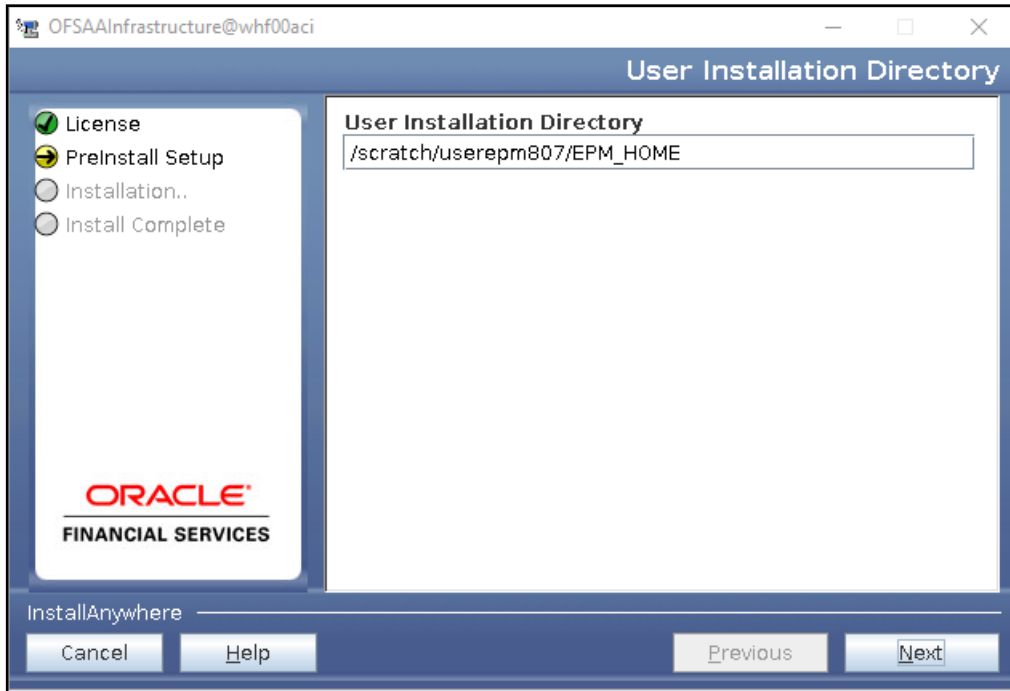 OFSAAInfrastructure@whf00aci
User Installation Directory
License
PreInstall Setup
Installation..
Install Complete
ORACLE
FINANCIAL SERVICES
User Installation Directory
/scratch/userepm807/EPM_HOME
InstallAnywhere
Cancel Help Previous Next